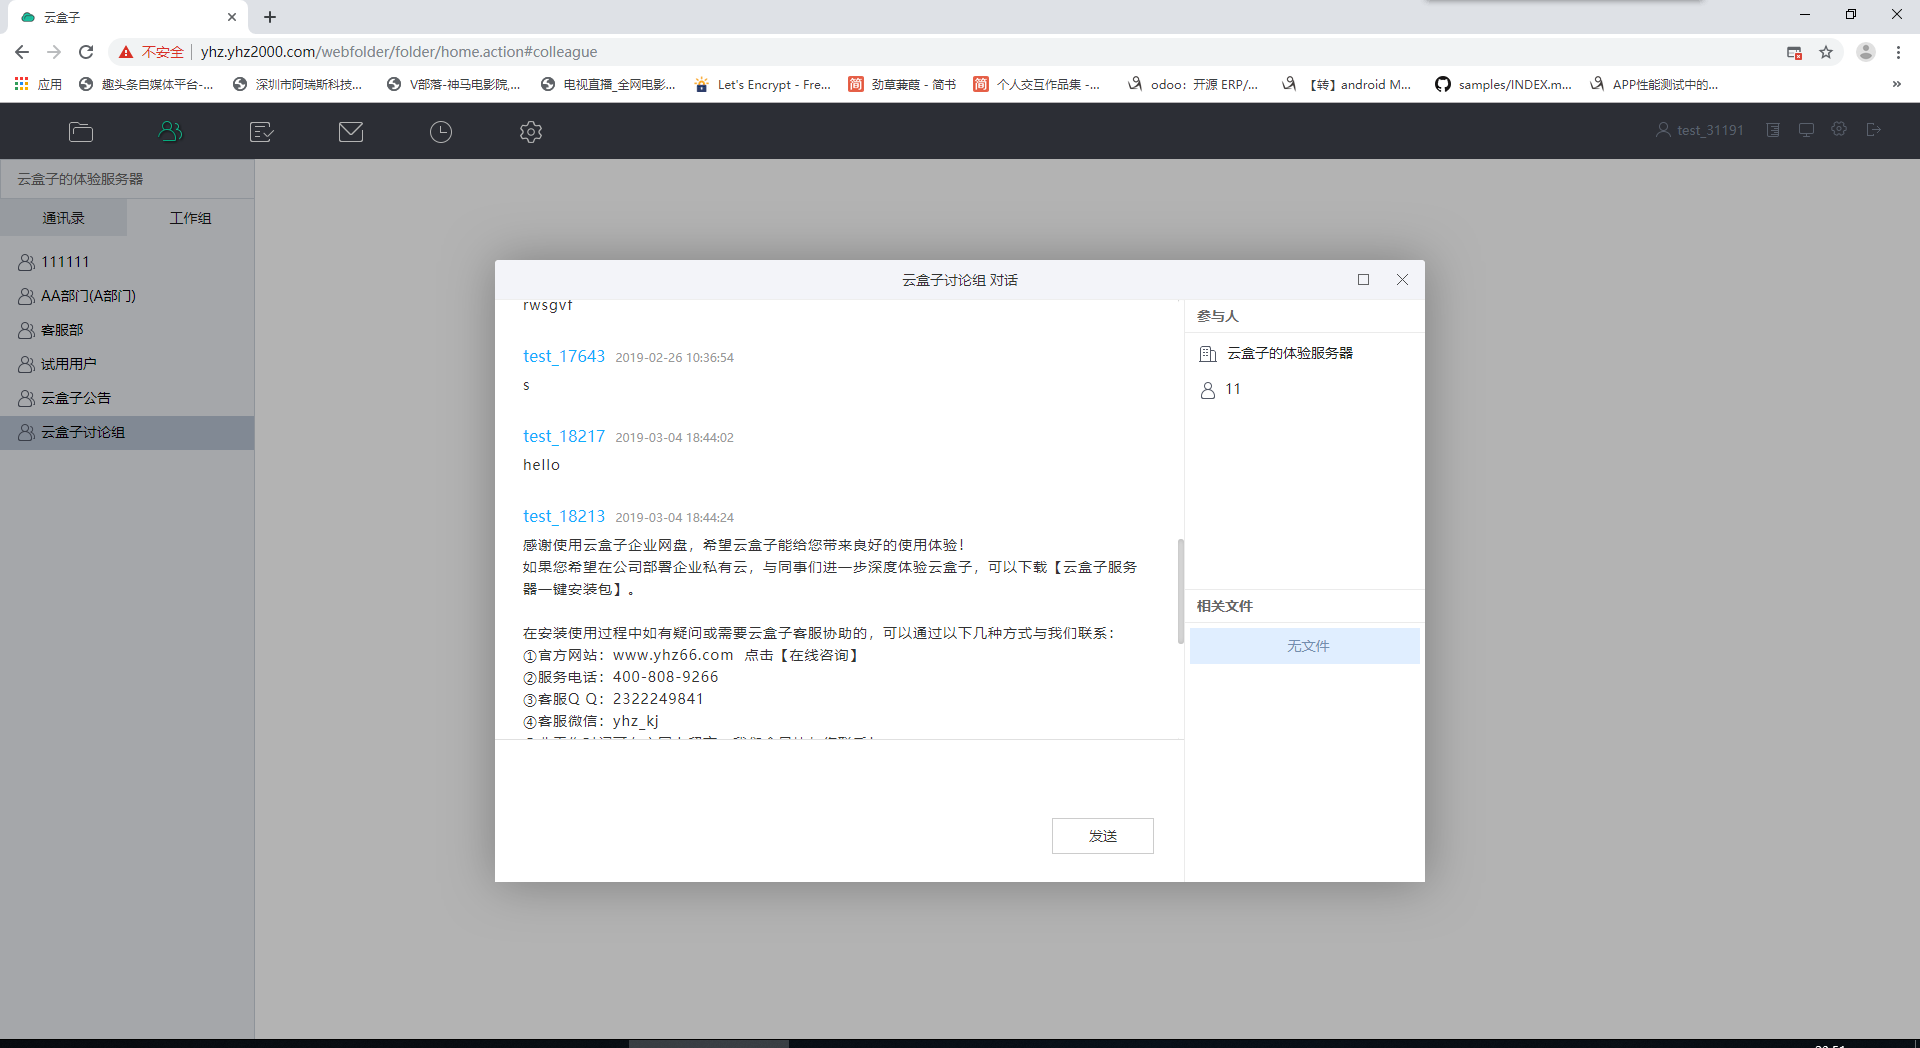 云盒子
不安全 yhz.yhz2000.com/webfolder/folder/home.action#colleague
应用 趣头条自媒体平台-... 深圳市阿瑞斯科技... V部落-神马电影院,... 电视直播_全网电影... Let's Encrypt - Fre... 简 劲草蒹葭 - 简书 简 个人交互作品集 -... odoo：开源 ERP/... 【转】android M... samples/INDEX.m... APP性能测试中的... »
test_31191
云盒子的体验服务器
通讯录 工作组
111111
AA部门(A部门)
客服部
试用用户
云盒子公告
云盒子讨论组
云盒子讨论组 对话
rwsgvf
test_17643 2019-02-26 10:36:54
s
test_18217 2019-03-04 18:44:02
hello
test_18213 2019-03-04 18:44:24
感谢使用云盒子企业网盘，希望云盒子能给您带来良好的使用体验！
如果您希望在公司部署企业私有云，与同事们进一步深度体验云盒子，可以下载【云盒子服务
器一键安装包】。
在安装使用过程中如有疑问或需要云盒子客服协助的，可以通过以下几种方式与我们联系：
①官方网站：www.yhz66.com 点击【在线咨询】
②服务电话：400-808-9266
③客服Q Q：2322249841
④客服微信：yhz_kj
发送
参与人
云盒子的体验服务器
11
相关文件
无文件